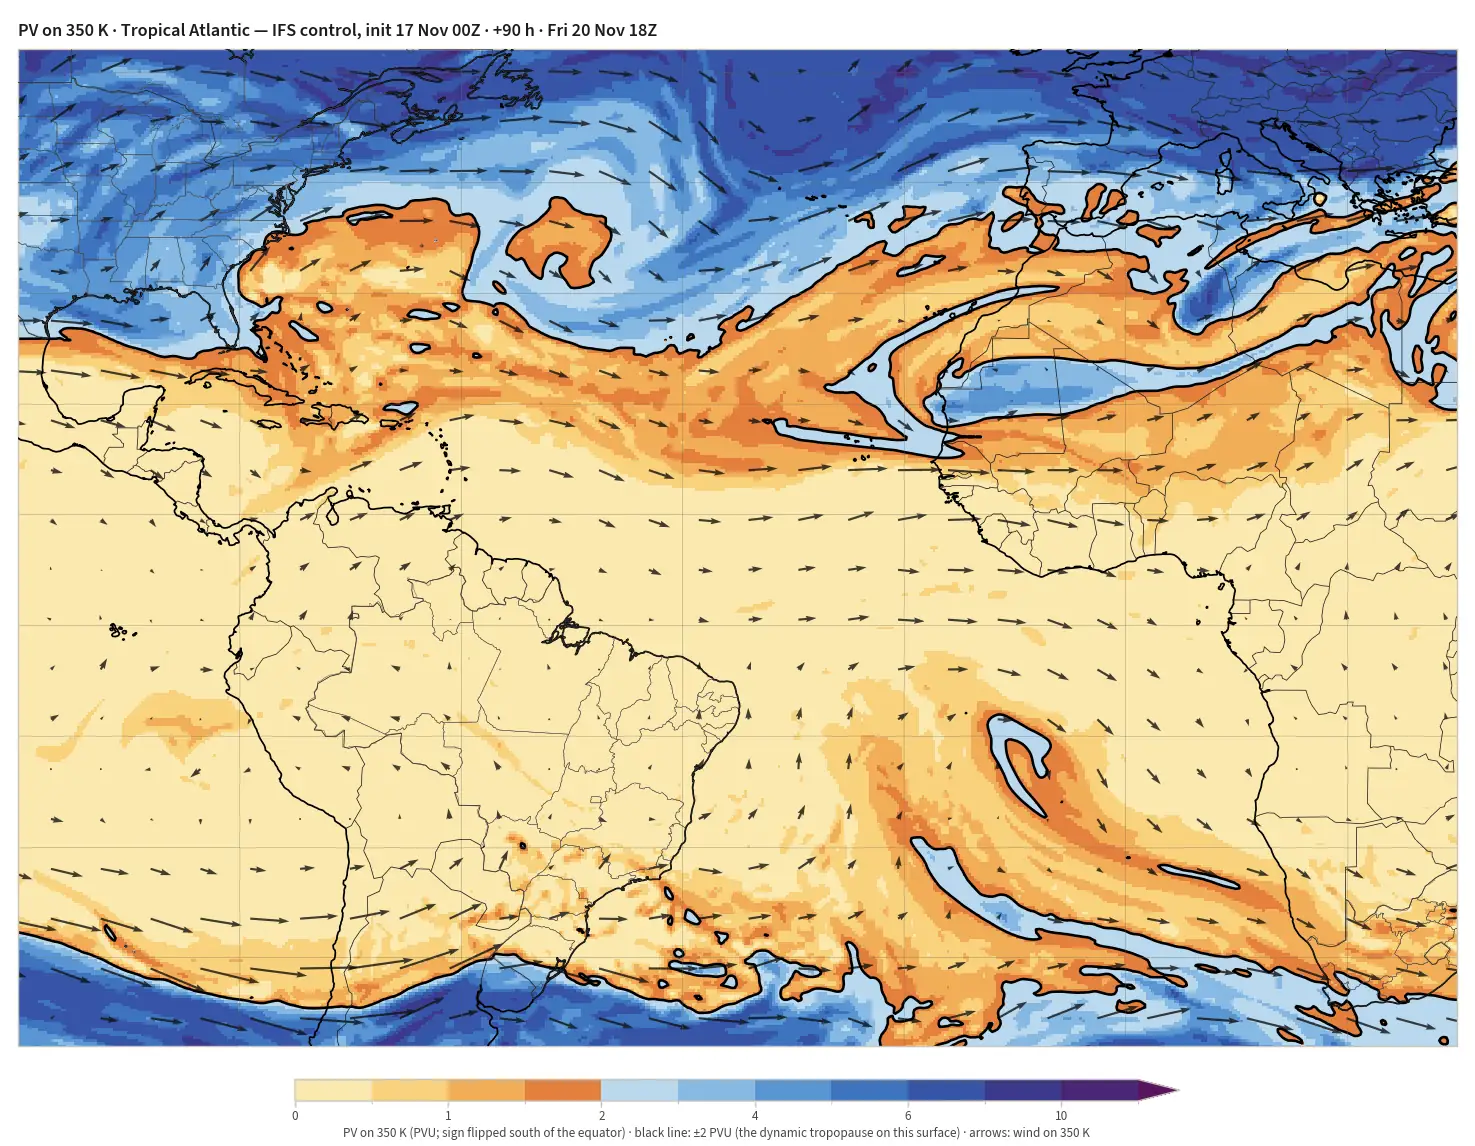 PV on 350 K · Tropical Atlantic — IFS control, init 17 Nov 00Z · +90 h · Fri 20 Nov 18Z
0 1 2 4 6 8 10
PV on 350 K (PVU; sign flipped south of the equator) · black line: ±2 PVU (the dynamic tropopause on this surface) · arrows: wind on 350 K